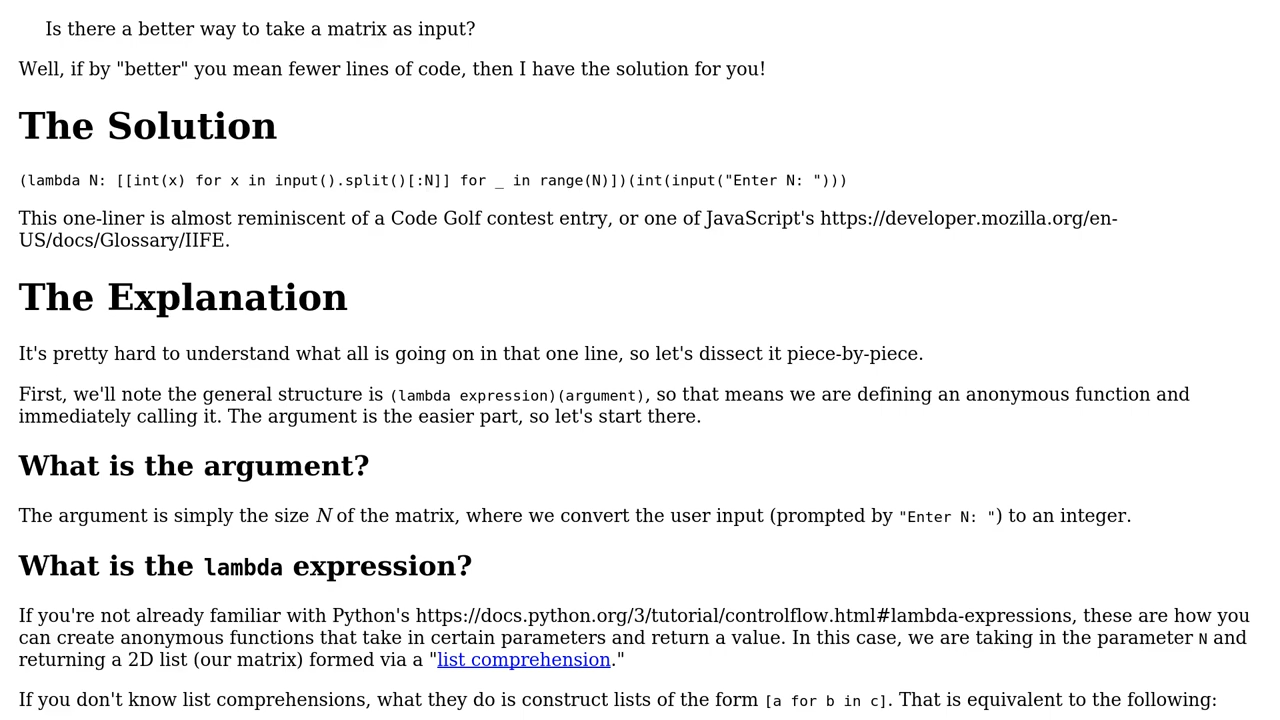 Is there a better way to take a matrix as input?
Well, if by "better" you mean fewer lines of code, then I have the solution for you!
The Solution
(lambda N: [[int(x) for x in input().split()[:N]] for _ in range(N)])(int(input("Enter N: ")))
This one-liner is almost reminiscent of a Code Golf contest entry, or one of JavaScript's https://developer.mozilla.org/en-
US/docs/Glossary/IIFE.
The Explanation
It's pretty hard to understand what all is going on in that one line, so let's dissect it piece-by-piece.
First, we'll note the general structure is (lambda expression)(argument), so that means we are defining an anonymous function and
immediately calling it. The argument is the easier part, so let's start there.
What is the argument?
The argument is simply the size N of the matrix, where we convert the user input (prompted by "Enter N: ") to an integer.
What is the lambda expression?
If you're not already familiar with Python's https://docs.python.org/3/tutorial/controlflow.html#lambda-expressions, these are how you
can create anonymous functions that take in certain parameters and return a value. In this case, we are taking in the parameter N and
returning a 2D list (our matrix) formed via a "list comprehension."
If you don't know list comprehensions, what they do is construct lists of the form [a for b in c]. That is equivalent to the following: